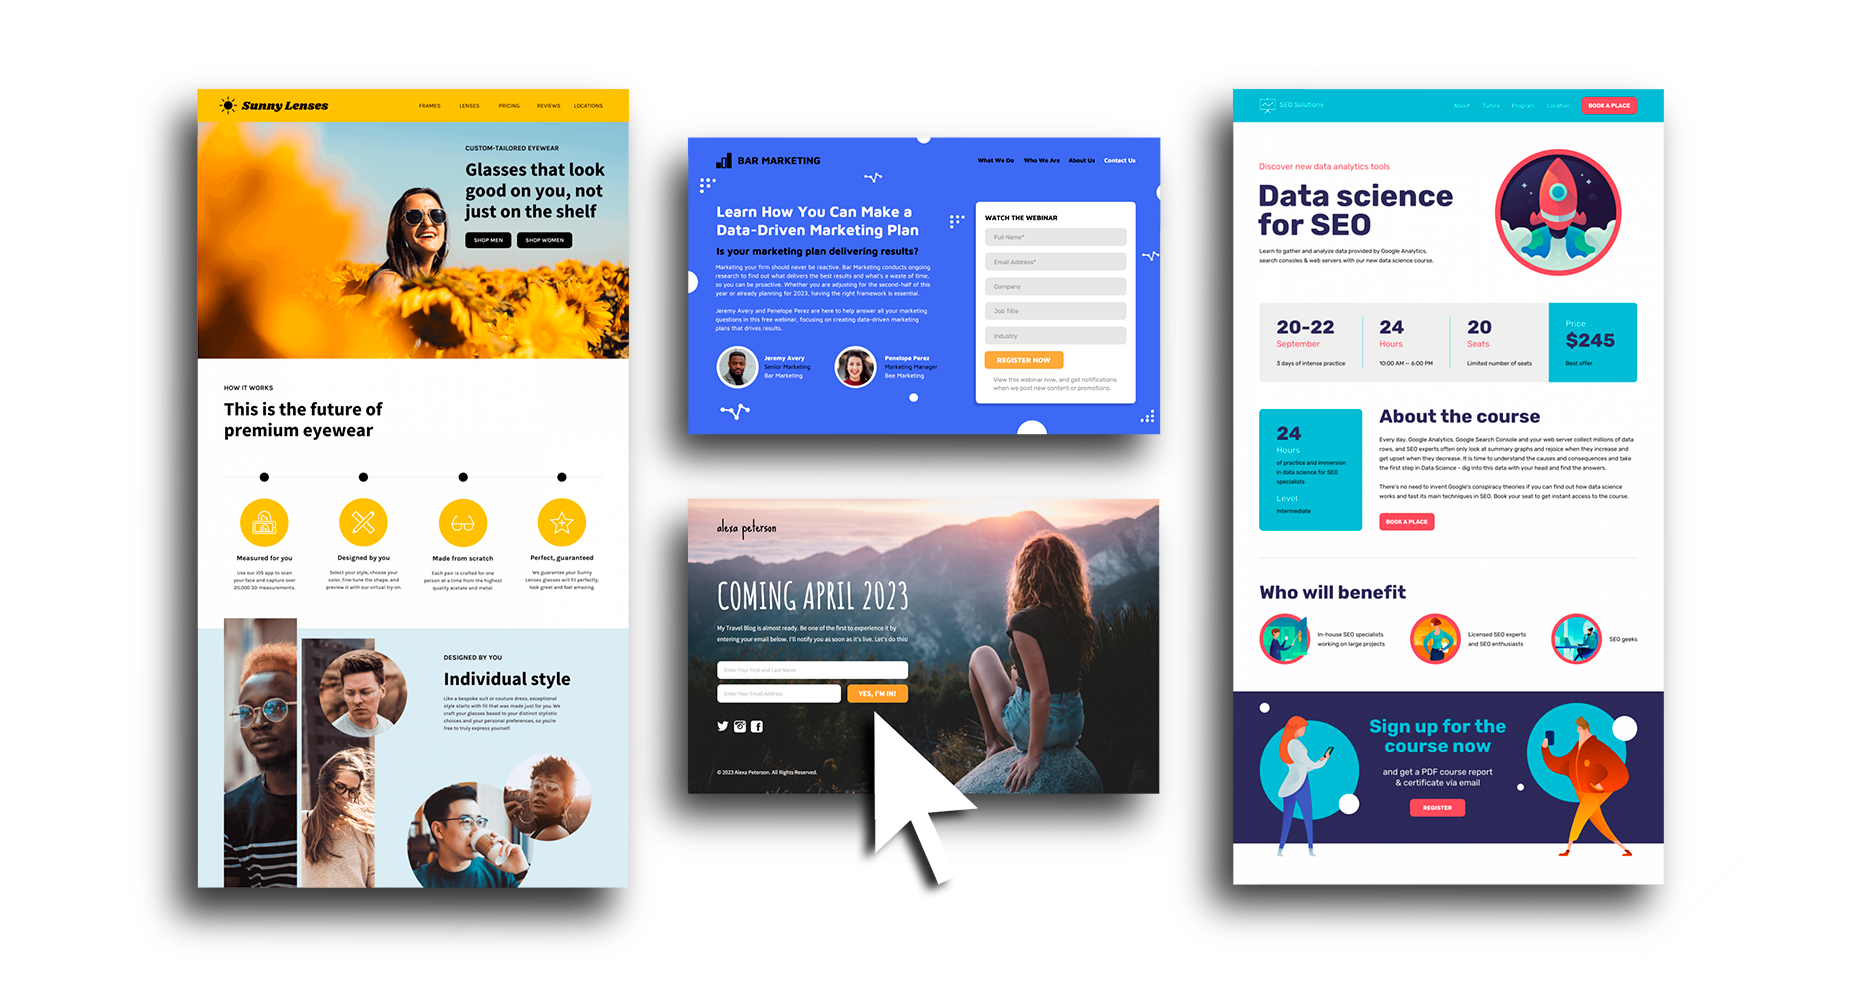 Sunny Lenses
FRAMES LENSES PRICING REVIEWS LOCATIONS
CUSTOM-TAILORED EYEWEAR
Glasses that look
good on you, not
just on the shelf
SHOP MEN SHOP WOMEN
HOW IT WORKS
This is the future of
premium eyewear
Measured for you
Use our iOS app to scan
your face and capture over
20,000 3D measurements.
Designed by you
Select your style, choose your
color, fine-tune the shape, and
preview it with our virtual try-on.
Made from scratch
Each pair is crafted for one
person at a time from the highest
quality acetate and metal.
Perfect, guaranteed
We guarantee your Sunny
Lenses glasses will fit perfectly,
look great and feel amazing.
DESIGNED BY YOU
Individual style
Like a bespoke suit or couture dress, exceptional
style starts with fit that was made just for you. We
craft your glasses based to your distinct stylistic
choices and your personal preferences, so you're
free to truly express yourself.
BAR MARKETING
What We Do Who We Are About Us Contact Us
Learn How You Can Make a
Data-Driven Marketing Plan
Is your marketing plan delivering results?
Marketing your firm should never be reactive. Bar Marketing conducts ongoing
research to find out what delivers the best results and what's a waste of time,
so you can be proactive. Whether you are adjusting for the second-half of this
year or already planning for 2023, having the right framework is essential.
Jeremy Avery and Penelope Perez are here to help answer all your marketing
questions in this free webinar, focusing on creating data-driven marketing
plans that drives results.
Jeremy Avery
Senior Marketing
Bar Marketing
Penelope Perez
Marketing Manager
Bee Marketing
WATCH THE WEBINAR
Full Name*
Email Address*
Company
Job Title
Industry
REGISTER NOW
View this webinar now, and get notifications
when we post new content or promotions.
alexa peterson
COMING APRIL 2023
My Travel Blog is almost ready. Be one of the first to experience it by
entering your email below. I'll notify you as soon as it's live. Let's do this!
Enter Your First and Last Name
Enter Your Email Address
YES, I'M IN!
© 2023 Alexa Peterson. All Rights Reserved.
SEO Solutions
About Tutors Program Location BOOK A PLACE
Discover new data analytics tools
Data science
for SEO
Learn to gather and analyze data provided by Google Analytics,
search consoles & web servers with our new data science course.
20-22
September
3 days of intense practice
24
Hours
10:00 AM – 6:00 PM
20
Seats
Limited number of seats
Price
$245
Best offer
24
Hours
of practice and immersion
in data science for SEO
specialists
Level
Intermediate
About the course
Every day, Google Analytics, Google Search Console and your web server collect millions of data
rows, and SEO experts often only look at summary graphs and rejoice when they increase and
get upset when they decrease. It is time to understand the causes and consequences and take
the first step in Data Science - dig into this data with your head and find the answers.
There's no need to invent Google's conspiracy theories if you can find out how data science
works and test its main techniques in SEO. Book your seat to get instant access to the course.
BOOK A PLACE
Who will benefit
In-house SEO specialists
working on large projects
Licensed SEO experts
and SEO enthusiasts
SEO geeks
Sign up for the
course now
and get a PDF course report
& certificate via email
REGISTER